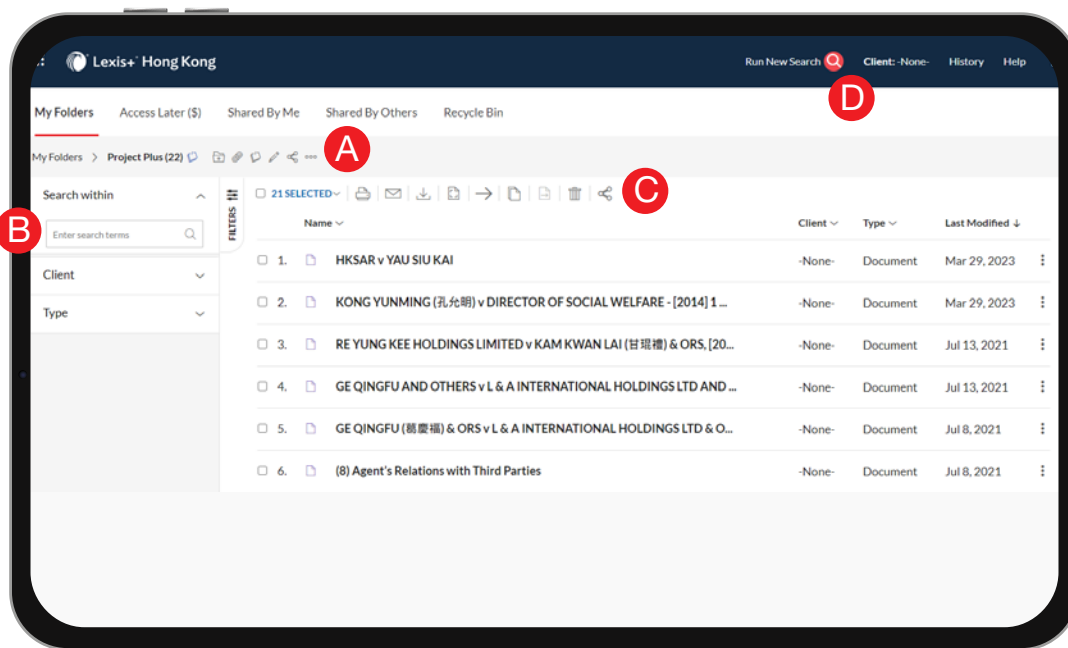 Lexis+ Hong Kong
Run New Search
Client: -None-
History
Help
D
My Folders
Access Later ($)
Shared By Me
Shared By Others
Recycle Bin
A
My Folders > Project Plus (22)
B
Search within
Enter search terms
Client
Type
FILTERS
21 SELECTED
C
Name
Client
Type
Last Modified ↓
1. HKSAR v YAU SIU KAI -None- Document Mar 29, 2023
2. KONG YUNMING (孔允明) v DIRECTOR OF SOCIAL WELFARE - [2014] 1 ... -None- Document Mar 29, 2023
3. RE YUNG KEE HOLDINGS LIMITED v KAM KWAN LAI (甘琨禮) & ORS, [20... -None- Document Jul 13, 2021
4. GE QINGFU AND OTHERS v L & A INTERNATIONAL HOLDINGS LTD AND ... -None- Document Jul 13, 2021
5. GE QINGFU (葛慶福) & ORS v L & A INTERNATIONAL HOLDINGS LTD & O... -None- Document Jul 8, 2021
6. (8) Agent's Relations with Third Parties -None- Document Jul 8, 2021